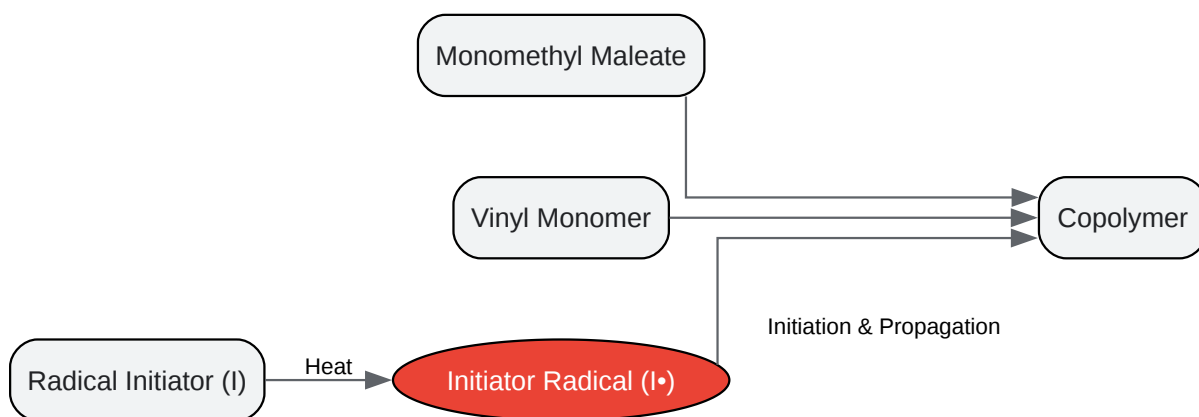 Monomethyl Maleate
Vinyl Monomer
Copolymer
Initiation & Propagation
Radical Initiator (I)
Heat
Initiator Radical (I•)